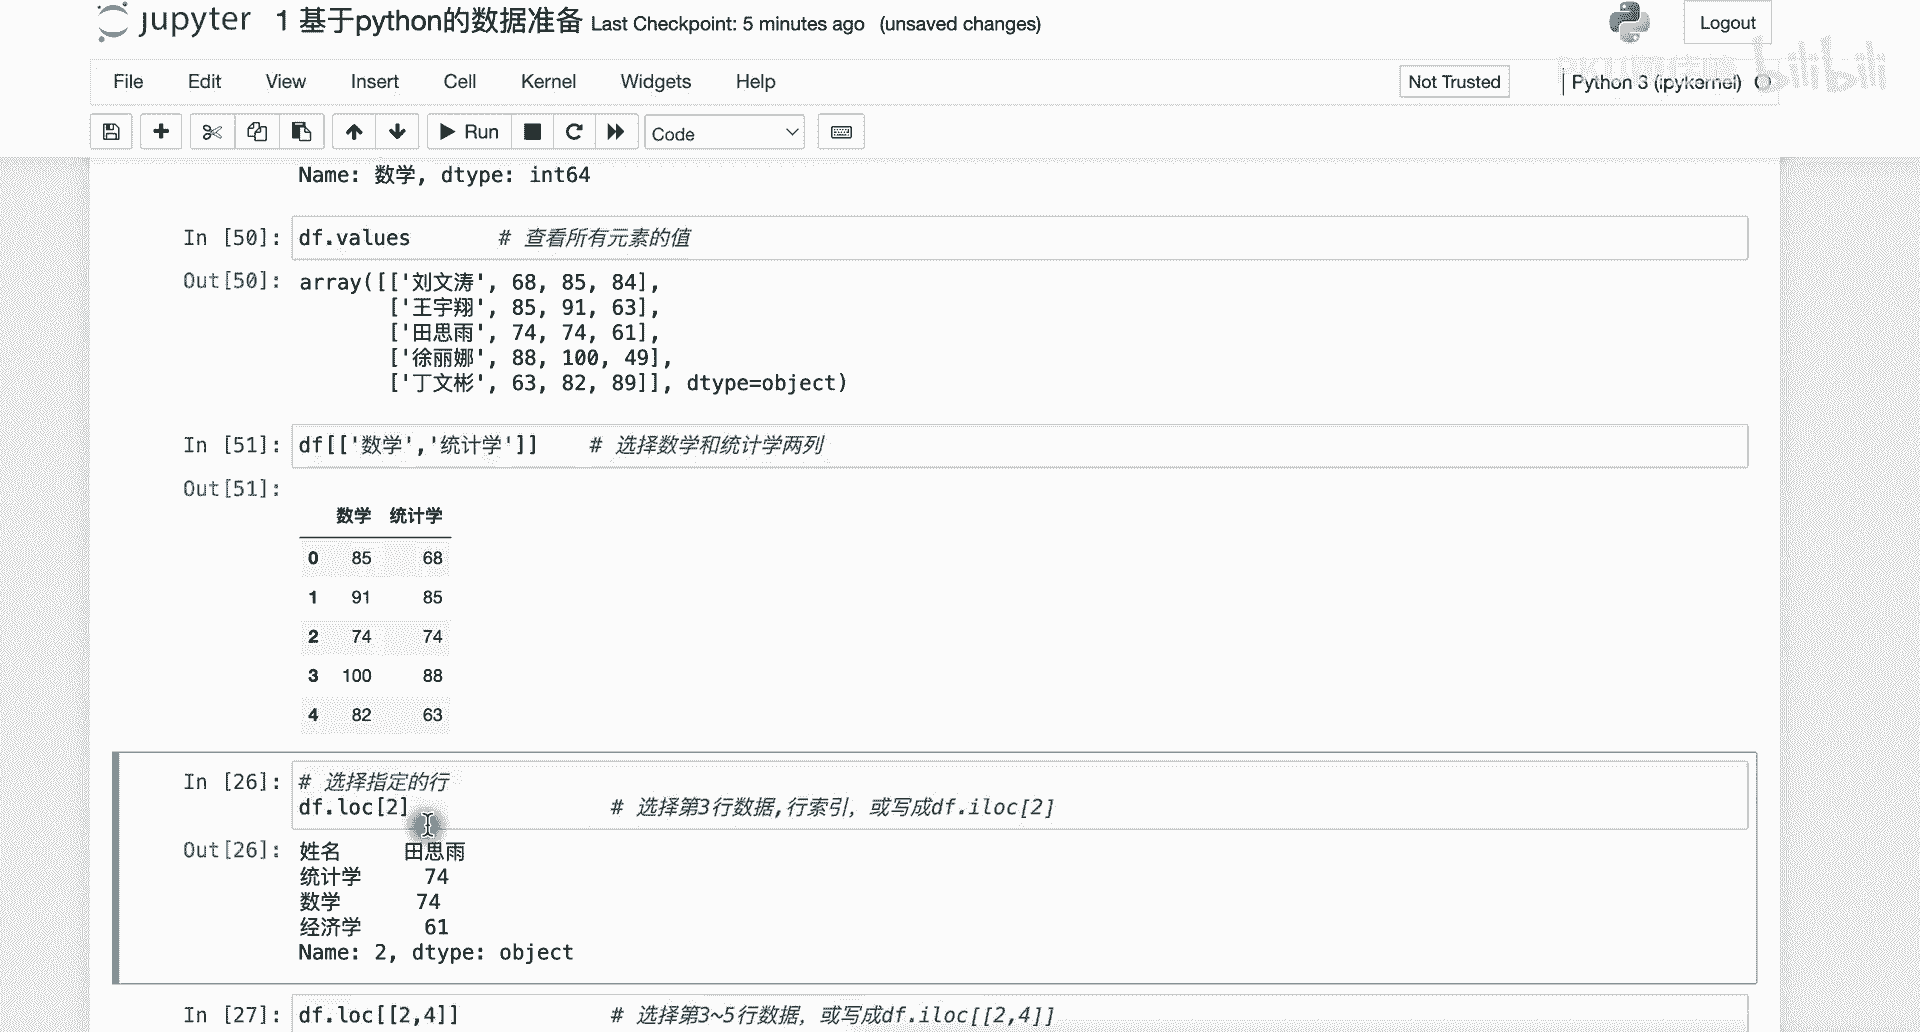 jupyter 1 基于python的数据准备 Last Checkpoint: 5 minutes ago (unsaved changes) Logout
bilibili
File Edit View Insert Cell Kernel Widgets Help Not Trusted Python 3 (ipykernel)
Run Code
Name: 数学, dtype: int64
In [50]: df.values # 查看所有元素的值
Out[50]: array([['刘文涛', 68, 85, 84],
['王宇翔', 85, 91, 63],
['田思雨', 74, 74, 61],
['徐丽娜', 88, 100, 49],
['丁文彬', 63, 82, 89]], dtype=object)
In [51]: df[['数学','统计学']] # 选择数学和统计学两列
Out[51]:
数学 统计学
0 85 68
1 91 85
2 74 74
3 100 88
4 82 63
In [26]: # 选择指定的行
df.loc[2] # 选择第3行数据,行索引，或写成df.iloc[2]
Out[26]: 姓名 田思雨
统计学 74
数学 74
经济学 61
Name: 2, dtype: object
In [27]: df.loc[[2,4]] # 选择第3~5行数据，或写成df.iloc[[2,4]]